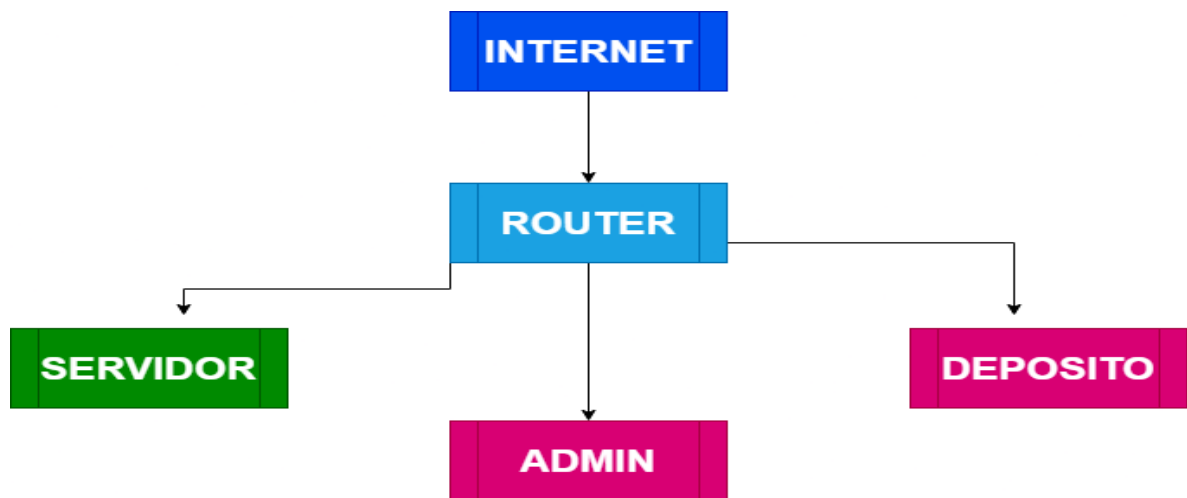 INTERNET
ROUTER
SERVIDOR
DEPOSITO
ADMIN